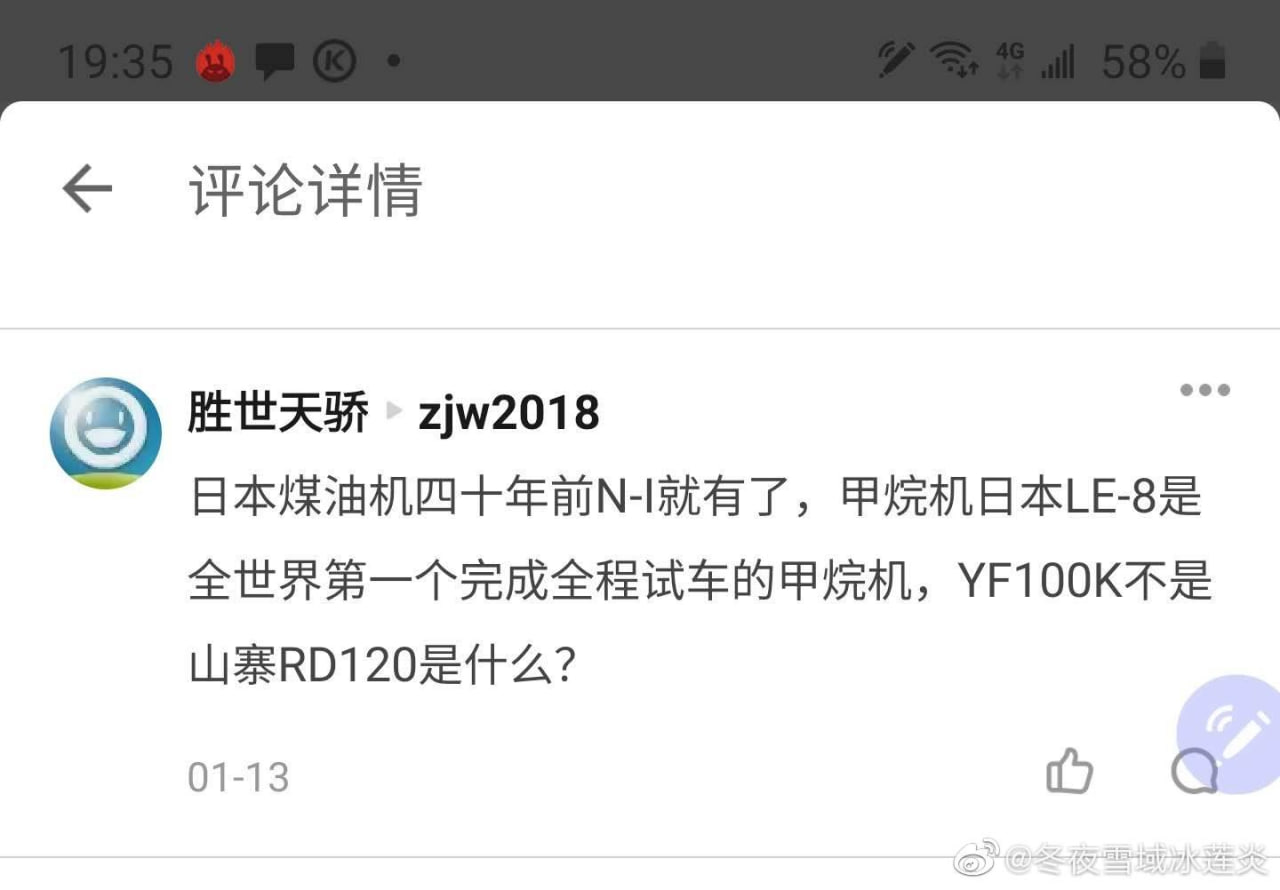 19:35 K 4G 58%
评论详情
胜世天骄 zjw2018
日本煤油机四十年前N-I就有了，甲烷机日本LE-8是
全世界第一个完成全程试车的甲烷机，YF100K不是
山寨RD120是什么？
01-13
@冬夜雪域冰莲炎